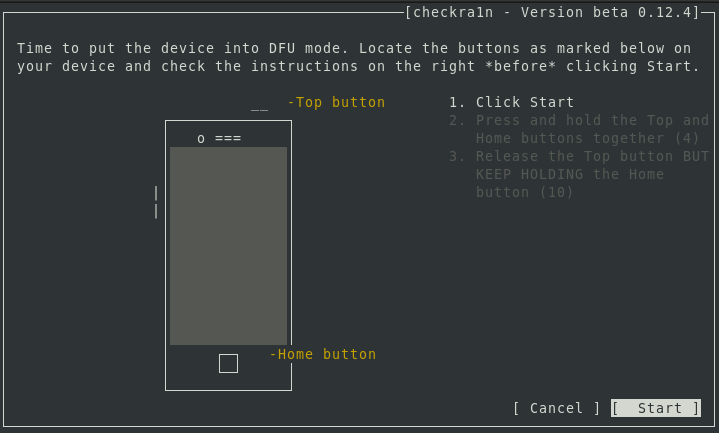 [checkra1n - Version beta 0.12.4]
Time to put the device into DFU mode. Locate the buttons as marked below on
your device and check the instructions on the right *before* clicking Start.
__ -Top button
o ===
|
|
-Home button
1. Click Start
2. Press and hold the Top and
Home buttons together (4)
3. Release the Top button BUT
KEEP HOLDING the Home
button (10)
[ Cancel ] [ Start ]